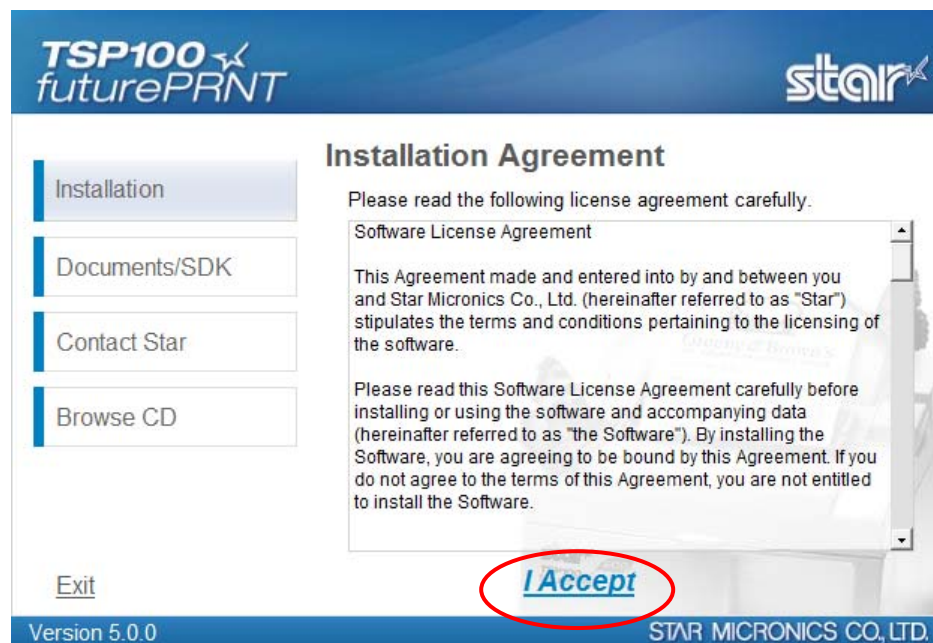 TSP100
futurePRNT
star
Installation
Documents/SDK
Contact Star
Browse CD
Exit
Installation Agreement
Please read the following license agreement carefully.
Software License Agreement
This Agreement made and entered into by and between you
and Star Micronics Co., Ltd. (hereinafter referred to as "Star")
stipulates the terms and conditions pertaining to the licensing of
the software.
Please read this Software License Agreement carefully before
installing or using the software and accompanying data
(hereinafter referred to as "the Software"). By installing the
Software, you are agreeing to be bound by this Agreement. If you
do not agree to the terms of this Agreement, you are not entitled
to install the Software.
I Accept
Version 5.0.0
STAR MICRONICS CO., LTD.